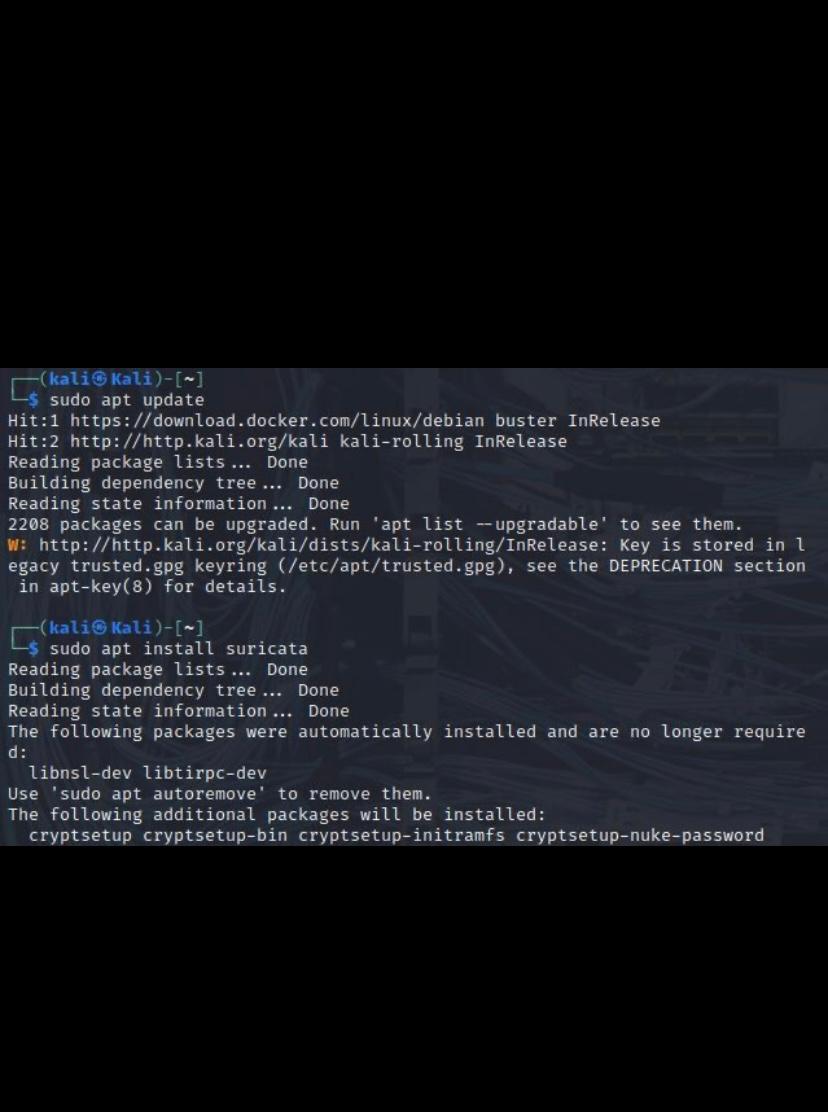 ┌──(kali㉿Kali)-[~]
└─$ sudo apt update
Hit:1 https://download.docker.com/linux/debian buster InRelease
Hit:2 http://http.kali.org/kali kali-rolling InRelease
Reading package lists... Done
Building dependency tree... Done
Reading state information... Done
2208 packages can be upgraded. Run 'apt list --upgradable' to see them.
W: http://http.kali.org/kali/dists/kali-rolling/InRelease: Key is stored in l
egacy trusted.gpg keyring (/etc/apt/trusted.gpg), see the DEPRECATION section
 in apt-key(8) for details.
┌──(kali㉿Kali)-[~]
└─$ sudo apt install suricata
Reading package lists... Done
Building dependency tree... Done
Reading state information... Done
The following packages were automatically installed and are no longer require
d:
  libnsl-dev libtirpc-dev
Use 'sudo apt autoremove' to remove them.
The following additional packages will be installed:
  cryptsetup cryptsetup-bin cryptsetup-initramfs cryptsetup-nuke-password